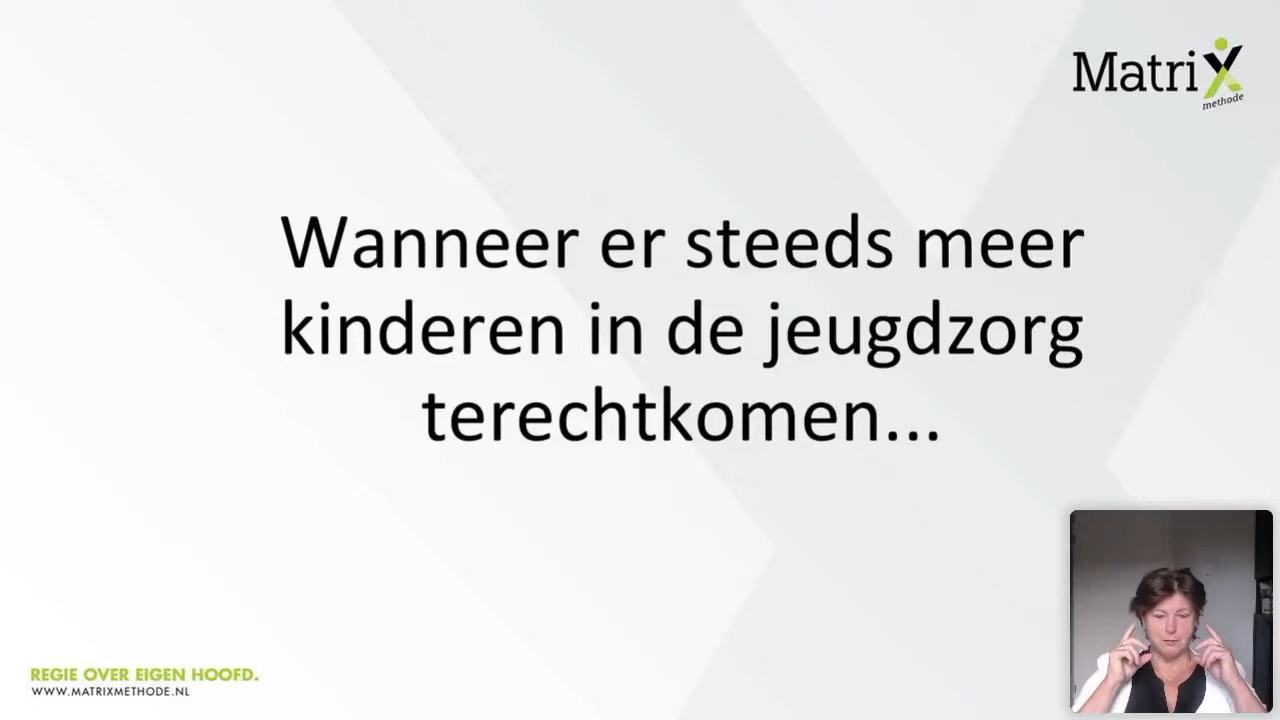 MatriX
methode
Wanneer er steeds meer
kinderen in de jeugdzorg
terechtkomen...
REGIE OVER EIGEN HOOFD.
WWW.MATRIXMETHODE.NL